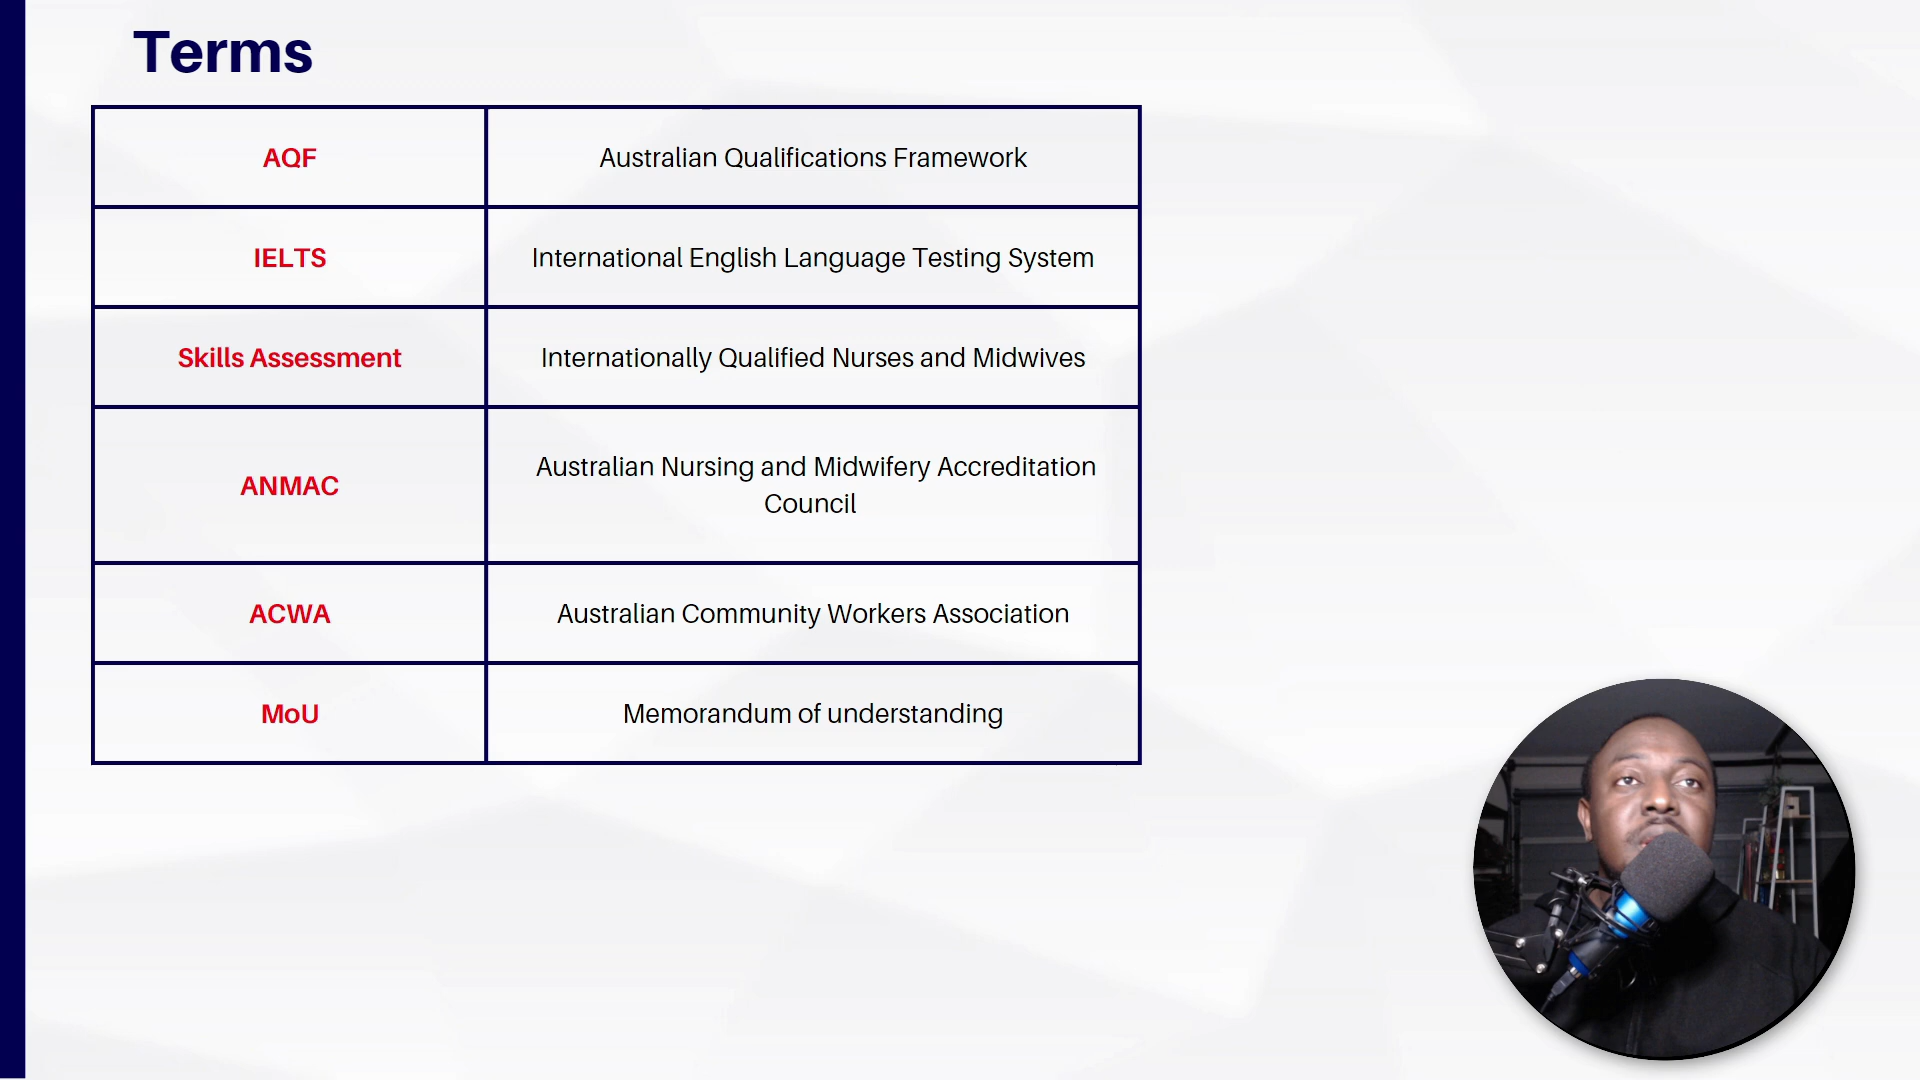 Terms
AQF
Australian Qualifications Framework
IELTS
International English Language Testing System
Skills Assessment
Internationally Qualified Nurses and Midwives
ANMAC
Australian Nursing and Midwifery Accreditation
Council
ACWA
Australian Community Workers Association
MoU
Memorandum of understanding